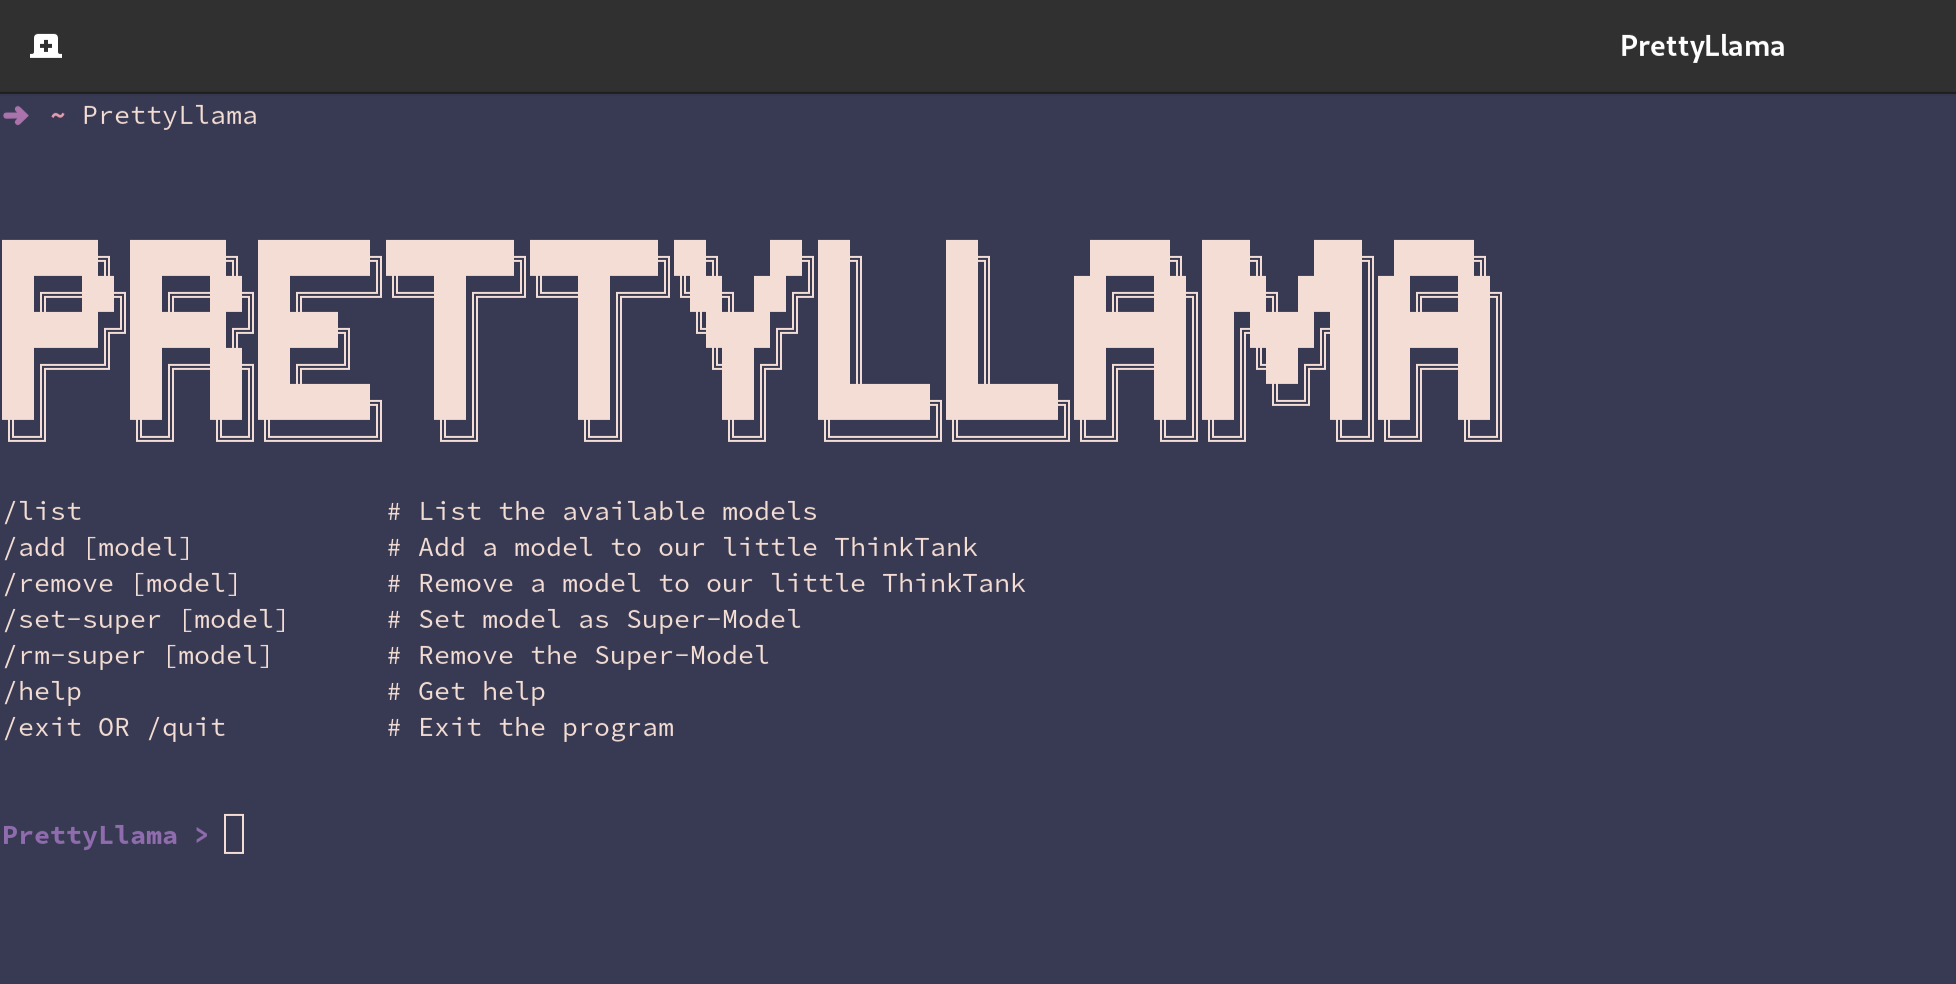 PrettyLlama
➜ ~ PrettyLlama
PRETTYLLAMA
/list # List the available models
/add [model] # Add a model to our little ThinkTank
/remove [model] # Remove a model to our little ThinkTank
/set-super [model] # Set model as Super-Model
/rm-super [model] # Remove the Super-Model
/help # Get help
/exit OR /quit # Exit the program
PrettyLlama >